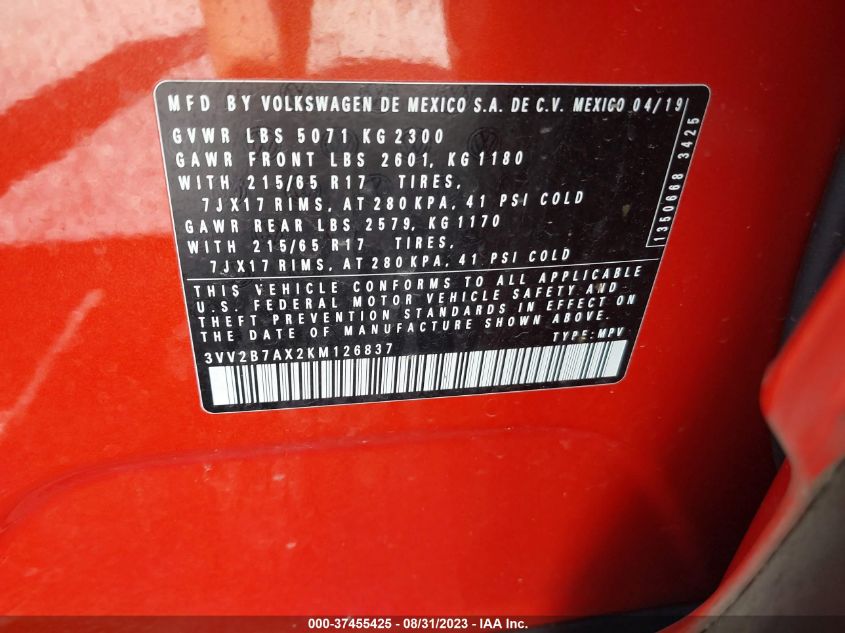 MFD BY VOLKSWAGEN DE MEXICO S.A. DE C.V. MEXICO 04/19
GVWR LBS 5071 KG 2300
GAWR FRONT LBS 2601, KG 1180
WITH 215/65 R17 TIRES,
7JX17 RIMS, AT 280 KPA, 41 PSI COLD
GAWR REAR LBS 2579, KG 1170
WITH 215/65 R17 TIRES,
7JX17 RIMS, AT 280 KPA, 41 PSI COLD
THIS VEHICLE CONFORMS TO ALL APPLICABLE
U.S. FEDERAL MOTOR VEHICLE SAFETY AND
THEFT PREVENTION STANDARDS IN EFFECT ON
THE DATE OF MANUFACTURE SHOWN ABOVE.
TYPE: MPV
3VV2B7AX2KM126837
1350668 3425
000-37455425 - 08/31/2023 - IAA Inc.